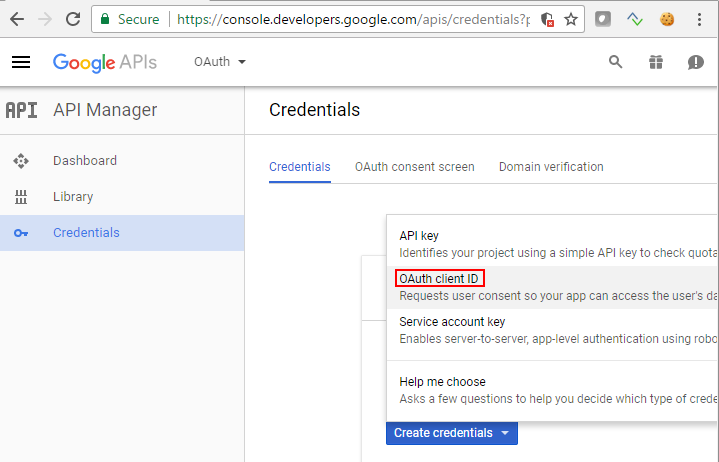 Secure
https://console.developers.google.com/apis/credentials?p
Google APIs
OAuth
API
API Manager
Credentials
Dashboard
Library
Credentials
Credentials
OAuth consent screen
Domain verification
API key
Identifies your project using a simple API key to check quota
OAuth client ID
Requests user consent so your app can access the user's da
Service account key
Enables server-to-server, app-level authentication using robo
Help me choose
Asks a few questions to help you decide which type of crede
Create credentials